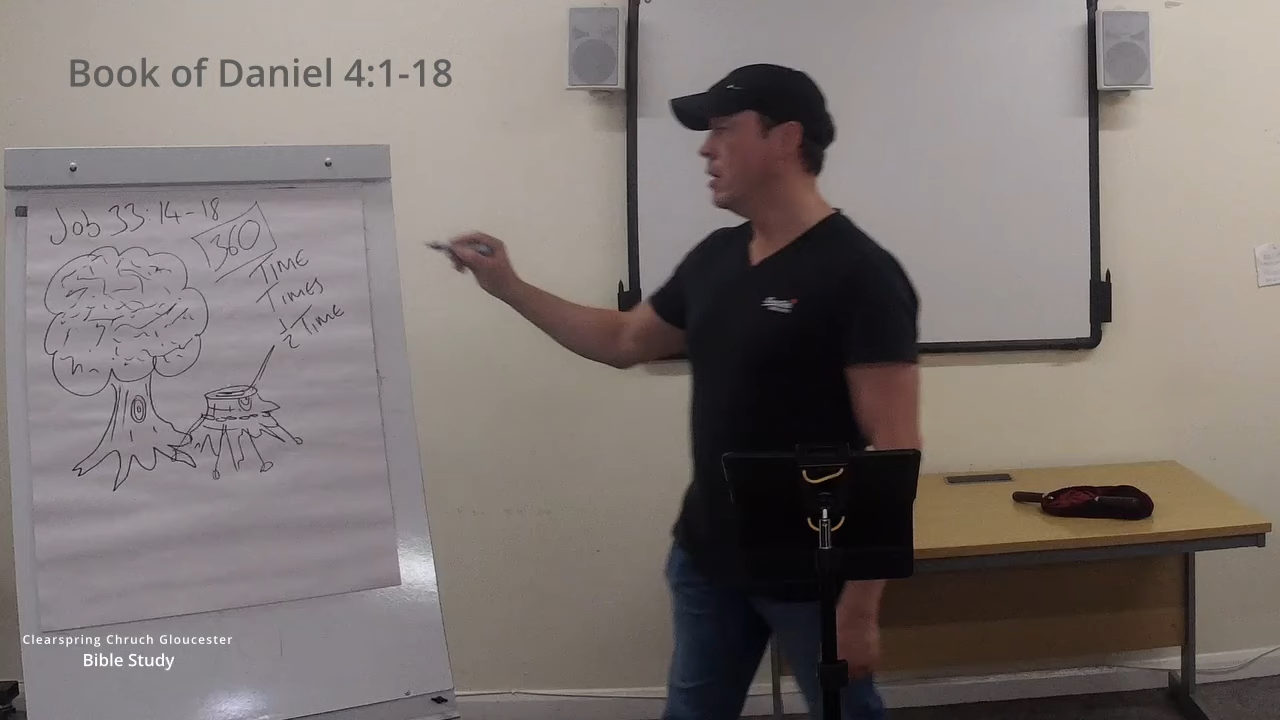 Book of Daniel 4:1-18
Job 33:14-18
360
TIME
TIMES
1/2 TIME
Clearspring Chruch Gloucester
Bible Study